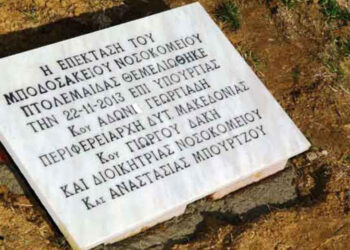 Η ΕΠΕΚΤΑΣΗ ΤΟΥ
ΜΠΟΔΟΣΑΚΕΙΟΥ ΝΟΣΟΚΟΜΕΙΟΥ
ΠΤΟΛΕΜΑΪΔΑΣ ΘΕΜΕΛΙΩΘΗΚΕ
ΤΗΝ 22-11-2013 ΕΠΙ ΥΠΟΥΡΓΙΑΣ
Κου ΑΔΩΝΙ ΓΕΩΡΓΙΑΔΗ
ΠΕΡΙΦΕΡΕΙΑΡΧΗ ΔΥΤ. ΜΑΚΕΔΟΝΙΑΣ
Κου ΓΙΩΡΓΟΥ ΔΑΚΗ
ΚΑΙ ΔΙΟΙΚΗΤΡΙΑΣ ΝΟΣΟΚΟΜΕΙΟΥ
Κας ΑΝΑΣΤΑΣΙΑΣ ΜΠΟΥΡΤΖΟΥ